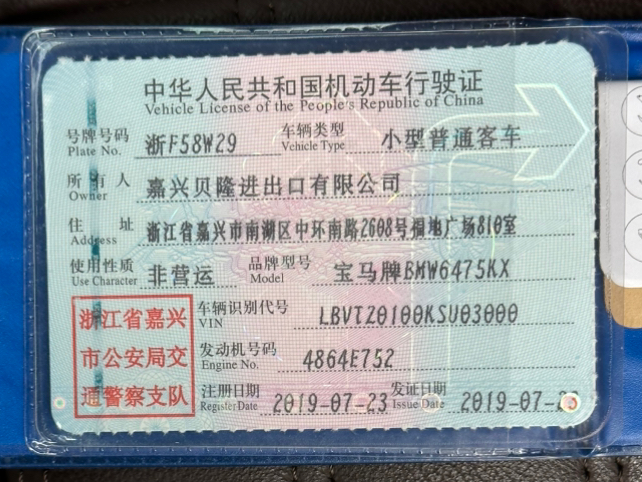 中华人民共和国机动车行驶证
Vehicle License of the People's Republic of China
号牌号码 浙F58W29 车辆类型 小型普通客车
Plate No. Vehicle Type
所有人 嘉兴贝隆进出口有限公司
Owner
住址 浙江省嘉兴市南湖区中环南路2608号福地广场810室
Address
使用性质 非营运 品牌型号 宝马牌BMW6475KX
Use Character Model
浙江省嘉兴
市公安局交
通警察支队
车辆识别代号 LBVTZ0100KSU03000
VIN
发动机号码 4864E752
Engine No.
注册日期 2019-07-23 发证日期 2019-07-23
Register Date Issue Date